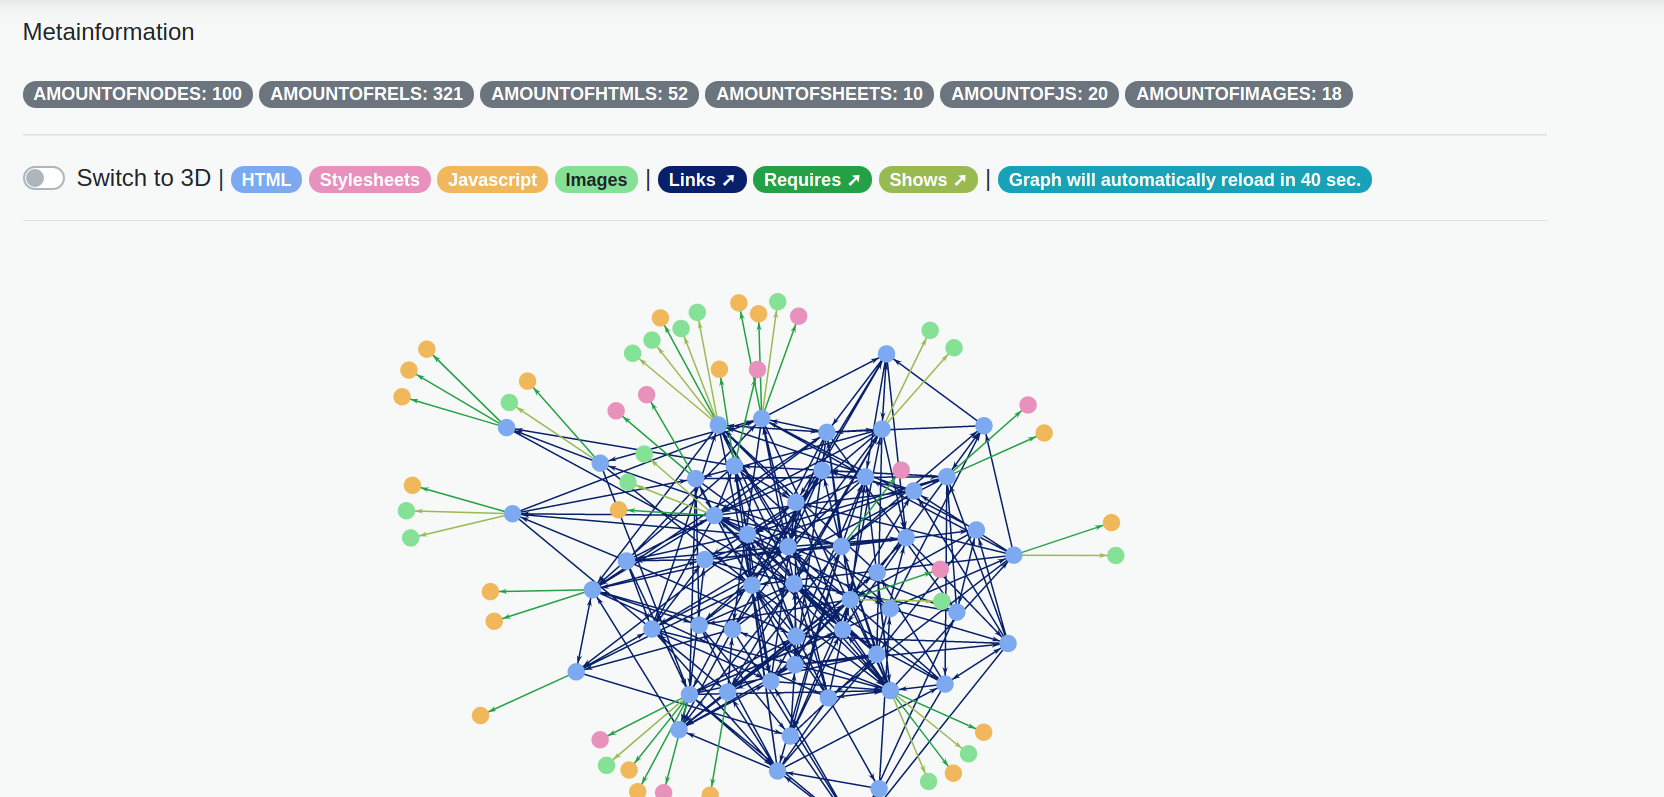 Metainformation
AMOUNTOFNODES: 100 AMOUNTOFRELS: 321 AMOUNTOFHTMLS: 52 AMOUNTOFSHEETS: 10 AMOUNTOFJS: 20 AMOUNTOFIMAGES: 18
Switch to 3D | HTML Stylesheets Javascript Images | Links ↗ Requires ↗ Shows ↗ | Graph will automatically reload in 40 sec.